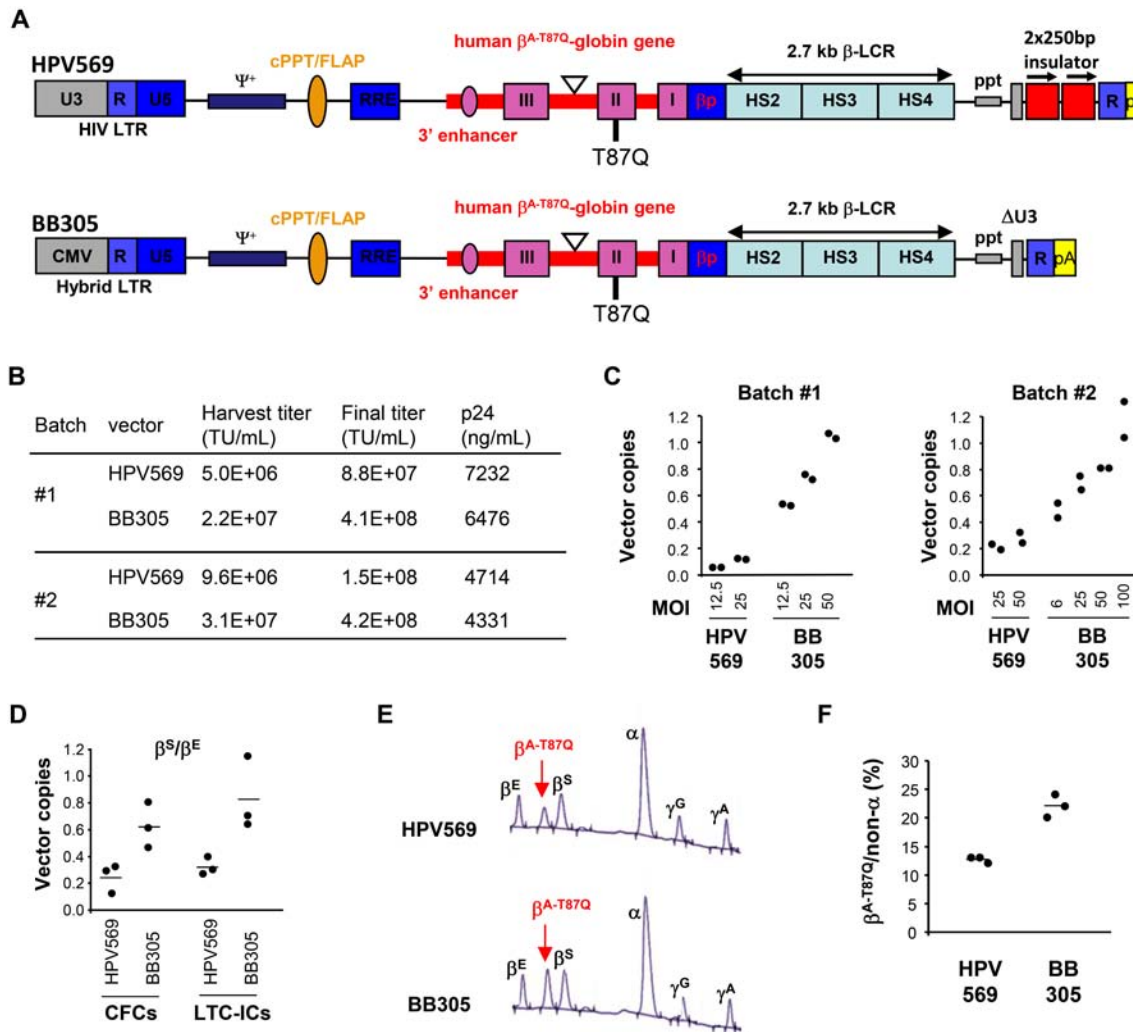 A
HPV569
U3
R
U5
HIV LTR
Ψ+
cPPT/FLAP
RRE
human βA-T87Q-globin gene
3' enhancer
III
II
I
βp
T87Q
2.7 kb β-LCR
HS2
HS3
HS4
ppt
2x250bp
insulator
R
p
BB305
CMV
R
U5
Hybrid LTR
Ψ+
cPPT/FLAP
RRE
human βA-T87Q-globin gene
3' enhancer
III
II
I
βp
T87Q
2.7 kb β-LCR
HS2
HS3
HS4
ppt
ΔU3
R
pA
B
Batch vector Harvest titer (TU/mL) Final titer (TU/mL) p24 (ng/mL)
#1
HPV569 5.0E+06 8.8E+07 7232
BB305 2.2E+07 4.1E+08 6476
#2
HPV569 9.6E+06 1.5E+08 4714
BB305 3.1E+07 4.2E+08 4331
C
Batch #1
Vector copies
1.2
1.0
0.8
0.6
0.4
0.2
0.0
MOI
12.5 25 12.5 25 50
HPV BB
569 305
Batch #2
Vector copies
1.2
1.0
0.8
0.6
0.4
0.2
0.0
MOI
25 50 6 25 50 100
HPV BB
569 305
D
βS/βE
Vector copies
1.2
1.0
0.8
0.6
0.4
0.2
0.0
HPV569 BB305 HPV569 BB305
CFCs LTC-ICs
E
HPV569
βE
βA-T87Q
βS
α
γG
γA
BB305
βE
βA-T87Q
βS
α
γG
γA
F
βA-T87Q/non-α (%)
30
25
20
15
10
5
0
HPV BB
569 305